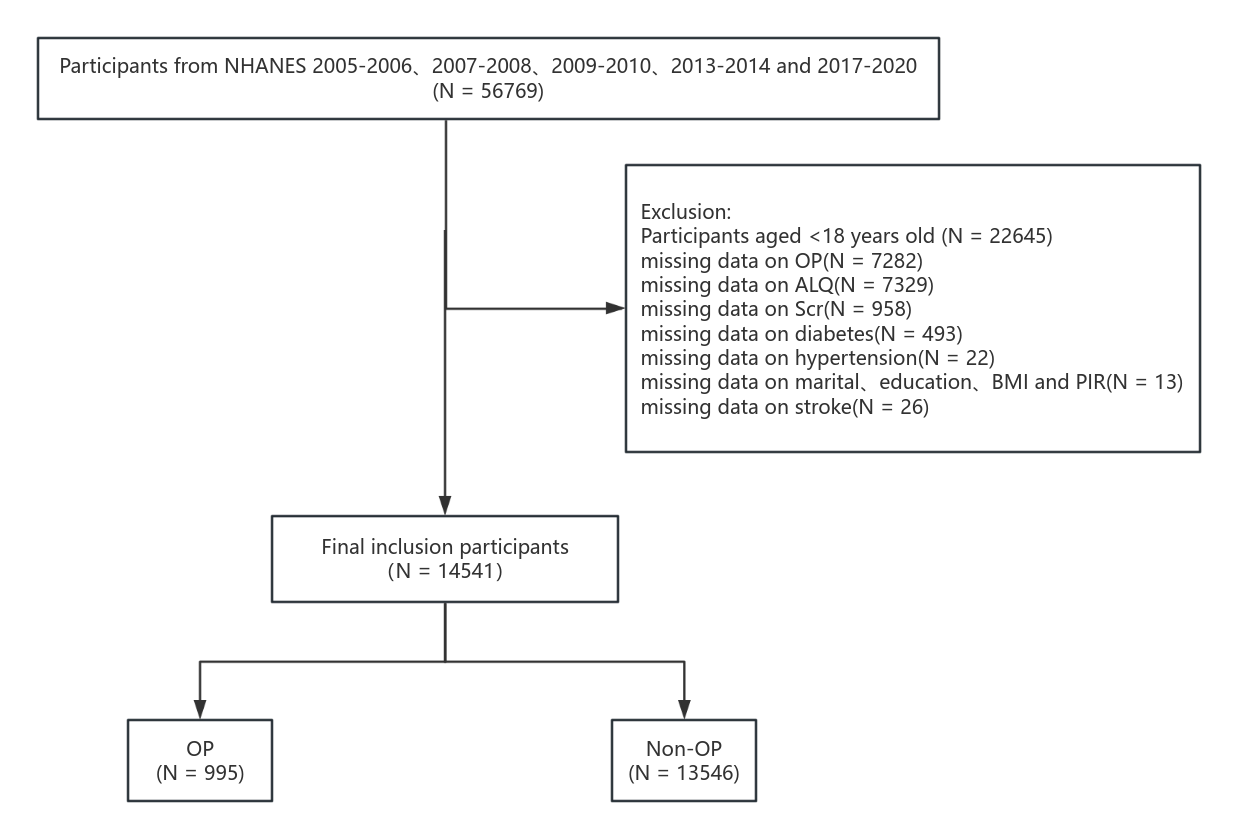 Participants from NHANES 2005-2006、2007-2008、2009-2010、2013-2014 and 2017-2020
(N = 56769)
Exclusion:
Participants aged <18 years old (N = 22645)
missing data on OP(N = 7282)
missing data on ALQ(N = 7329)
missing data on Scr(N = 958)
missing data on diabetes(N = 493)
missing data on hypertension(N = 22)
missing data on marital、education、BMI and PIR(N = 13)
missing data on stroke(N = 26)
Final inclusion participants
（N = 14541）
OP
(N = 995)
Non-OP
(N = 13546)